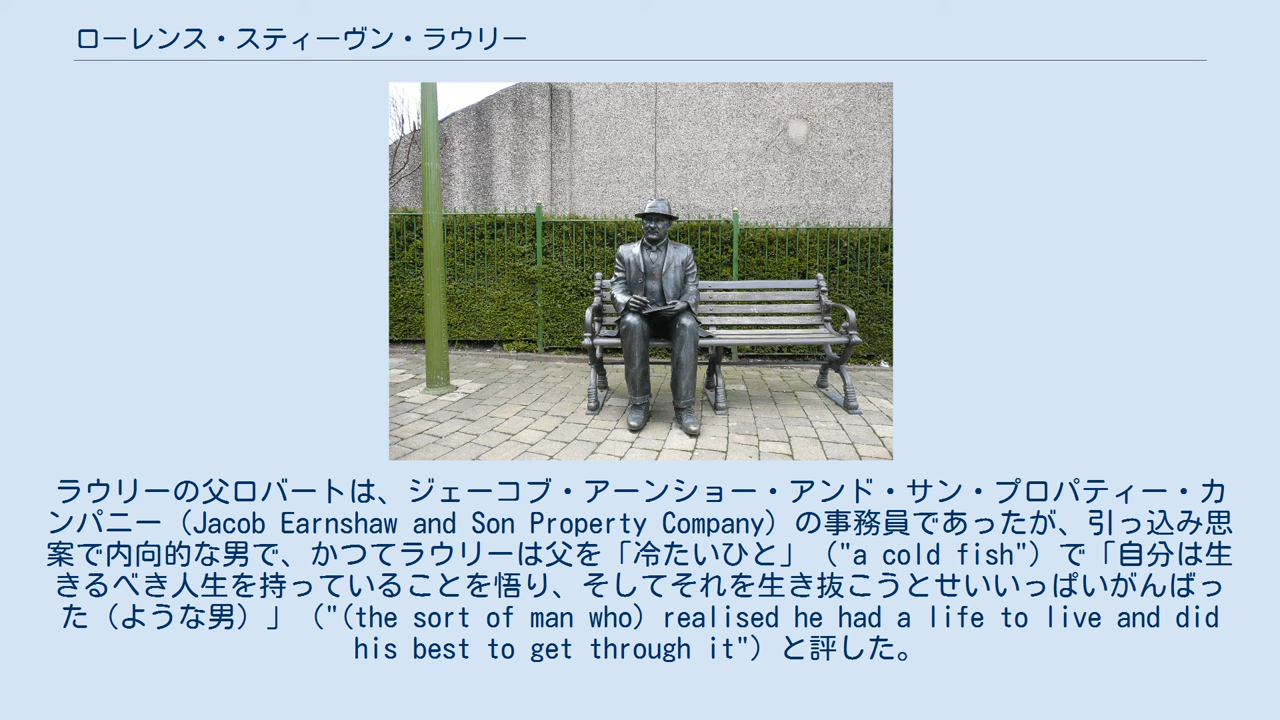 ローレンス・スティーヴン・ラウリー
ラウリーの父ロバートは、ジェーコブ・アーンショー・アンド・サン・プロパティー・カ
ンパニー（Jacob Earnshaw and Son Property Company）の事務員であったが、引っ込み思
案で内向的な男で、かつてラウリーは父を「冷たいひと」（"a cold fish"）で「自分は生
きるべき人生を持っていることを悟り、そしてそれを生き抜こうとせいいっぱいがんばっ
た（ような男）」（"(the sort of man who) realised he had a life to live and did
his best to get through it"）と評した。